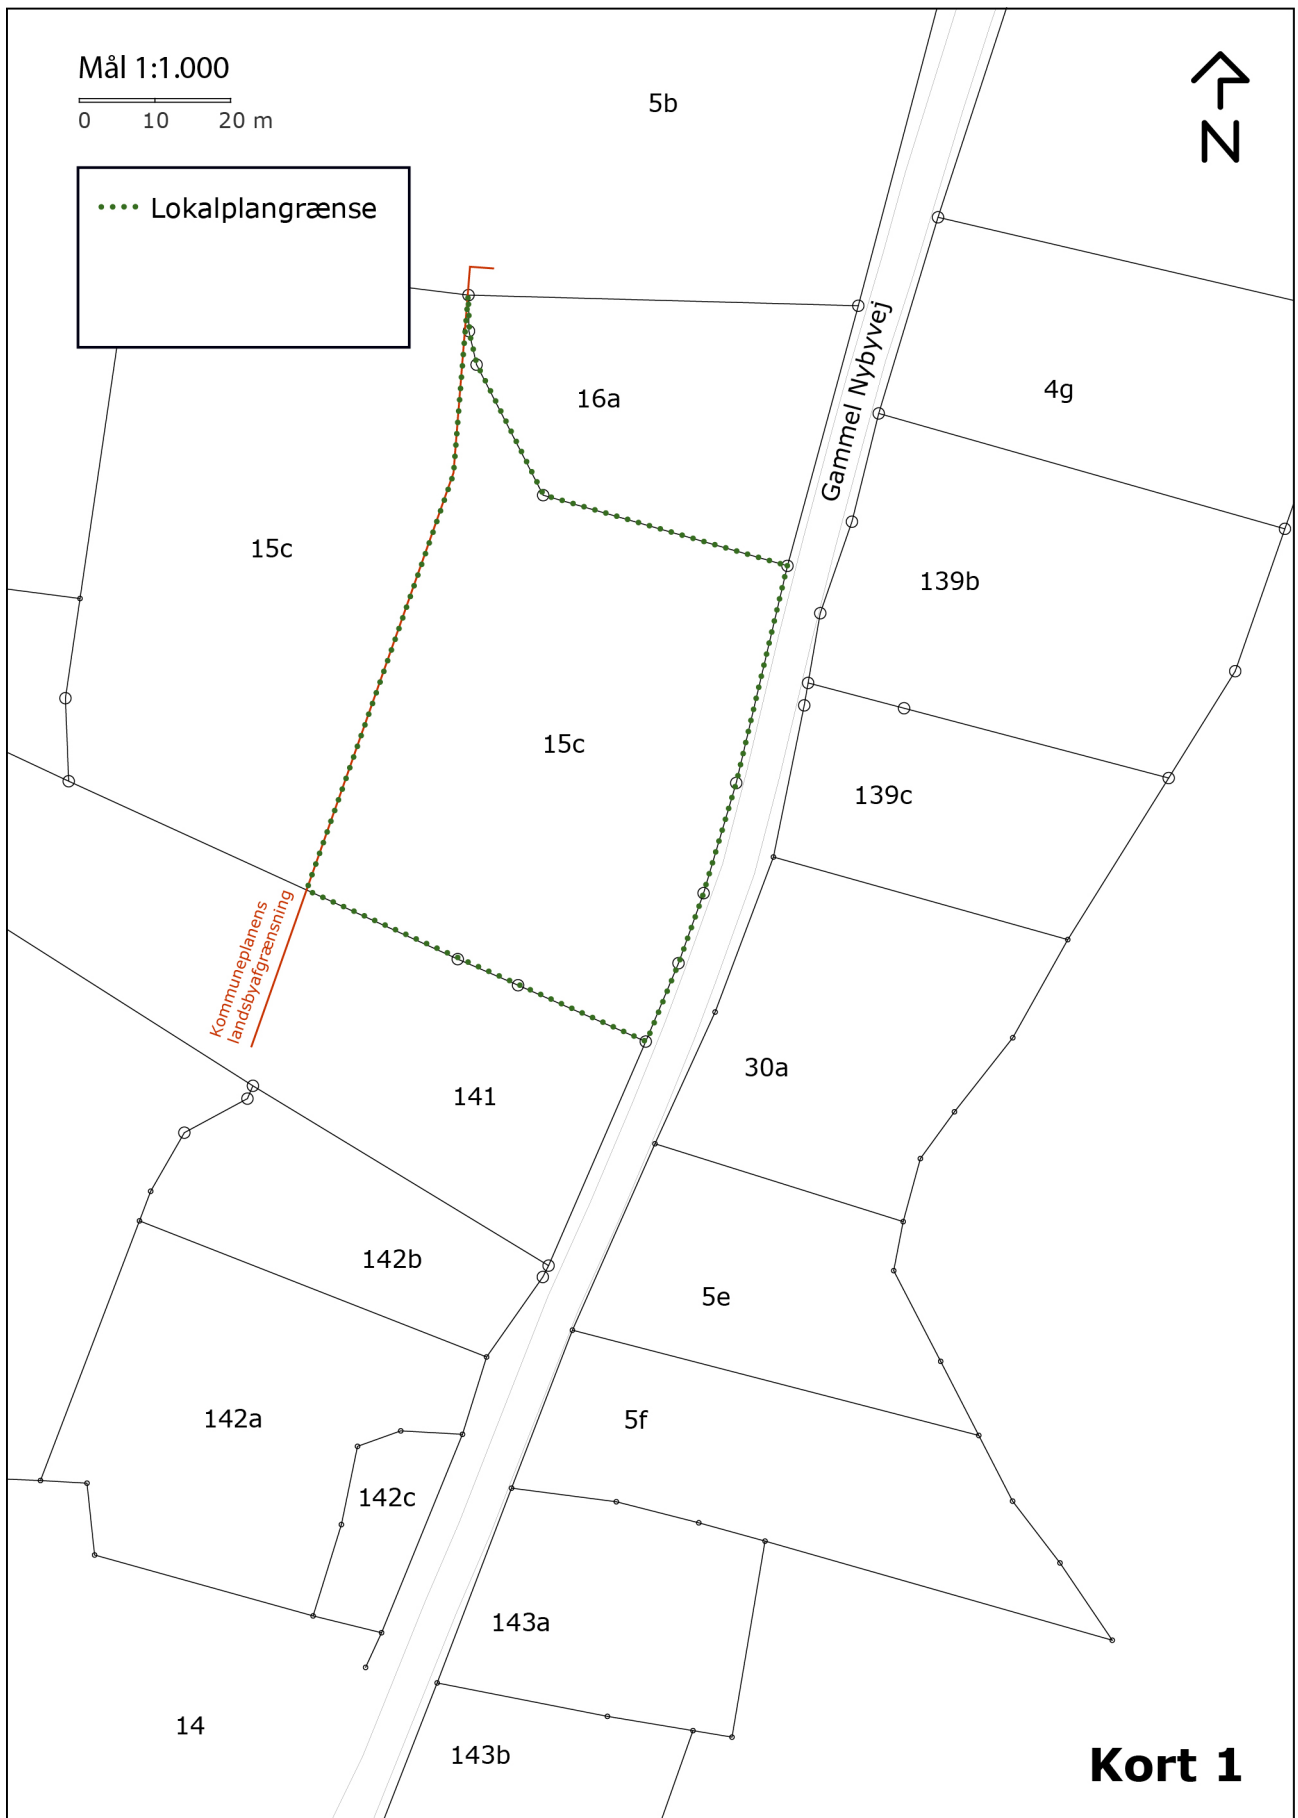 Mål 1:1.000
0 10 20 m
Lokalplangrænse
N
5b
16a
Gammel Nybyvej
4g
15c
139b
15c
139c
Kommuneplanens
landsbyafgrænsning
30a
141
142b
5e
142a
5f
142c
143a
14
143b
Kort 1